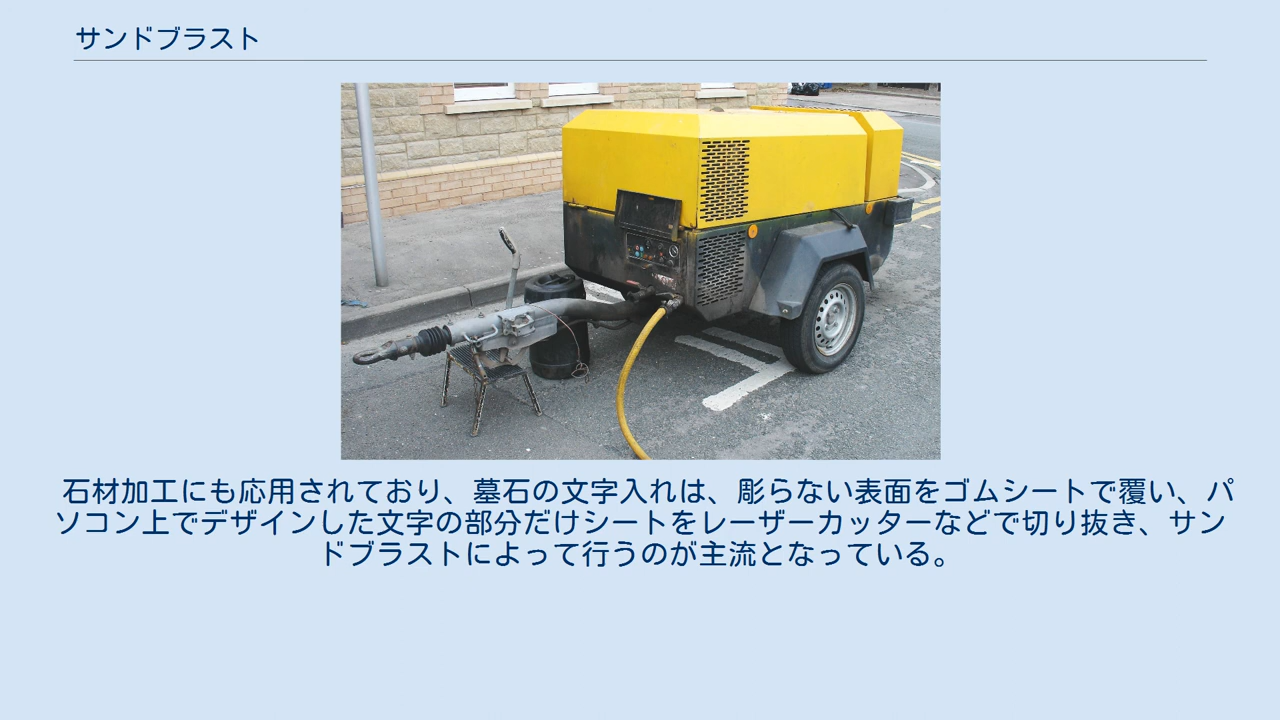 サンドブラスト
石材加工にも応用されており、墓石の文字入れは、彫らない表面をゴムシートで覆い、パ
ソコン上でデザインした文字の部分だけシートをレーザーカッターなどで切り抜き、サン
ドブラストによって行うのが主流となっている。